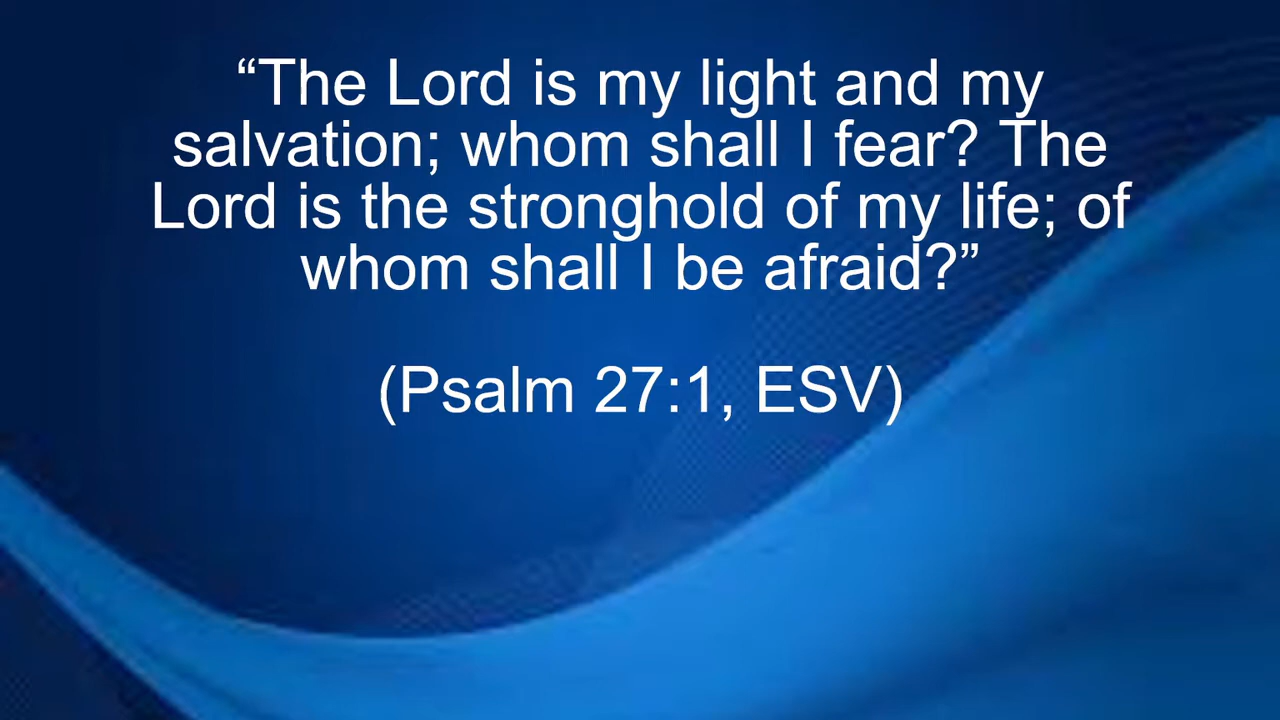 “The Lord is my light and my
salvation; whom shall I fear? The
Lord is the stronghold of my life; of
whom shall I be afraid?”
(Psalm 27:1, ESV)